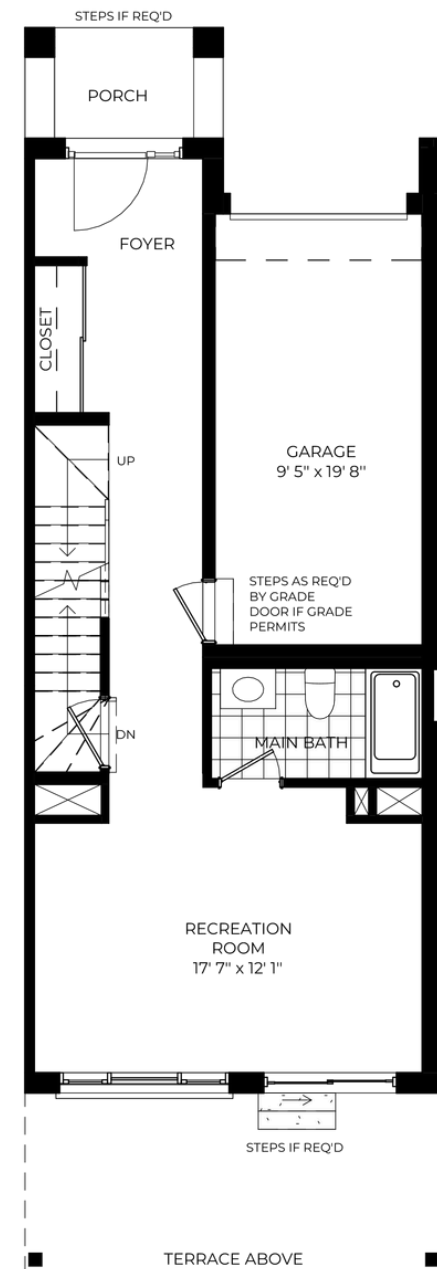 STEPS IF REQ'D
PORCH
FOYER
CLOSET
UP
GARAGE
9' 5" x 19' 8"
STEPS AS REQ'D
BY GRADE
DOOR IF GRADE
PERMITS
DN
MAIN BATH
RECREATION
ROOM
17' 7" x 12' 1"
STEPS IF REQ'D
TERRACE ABOVE